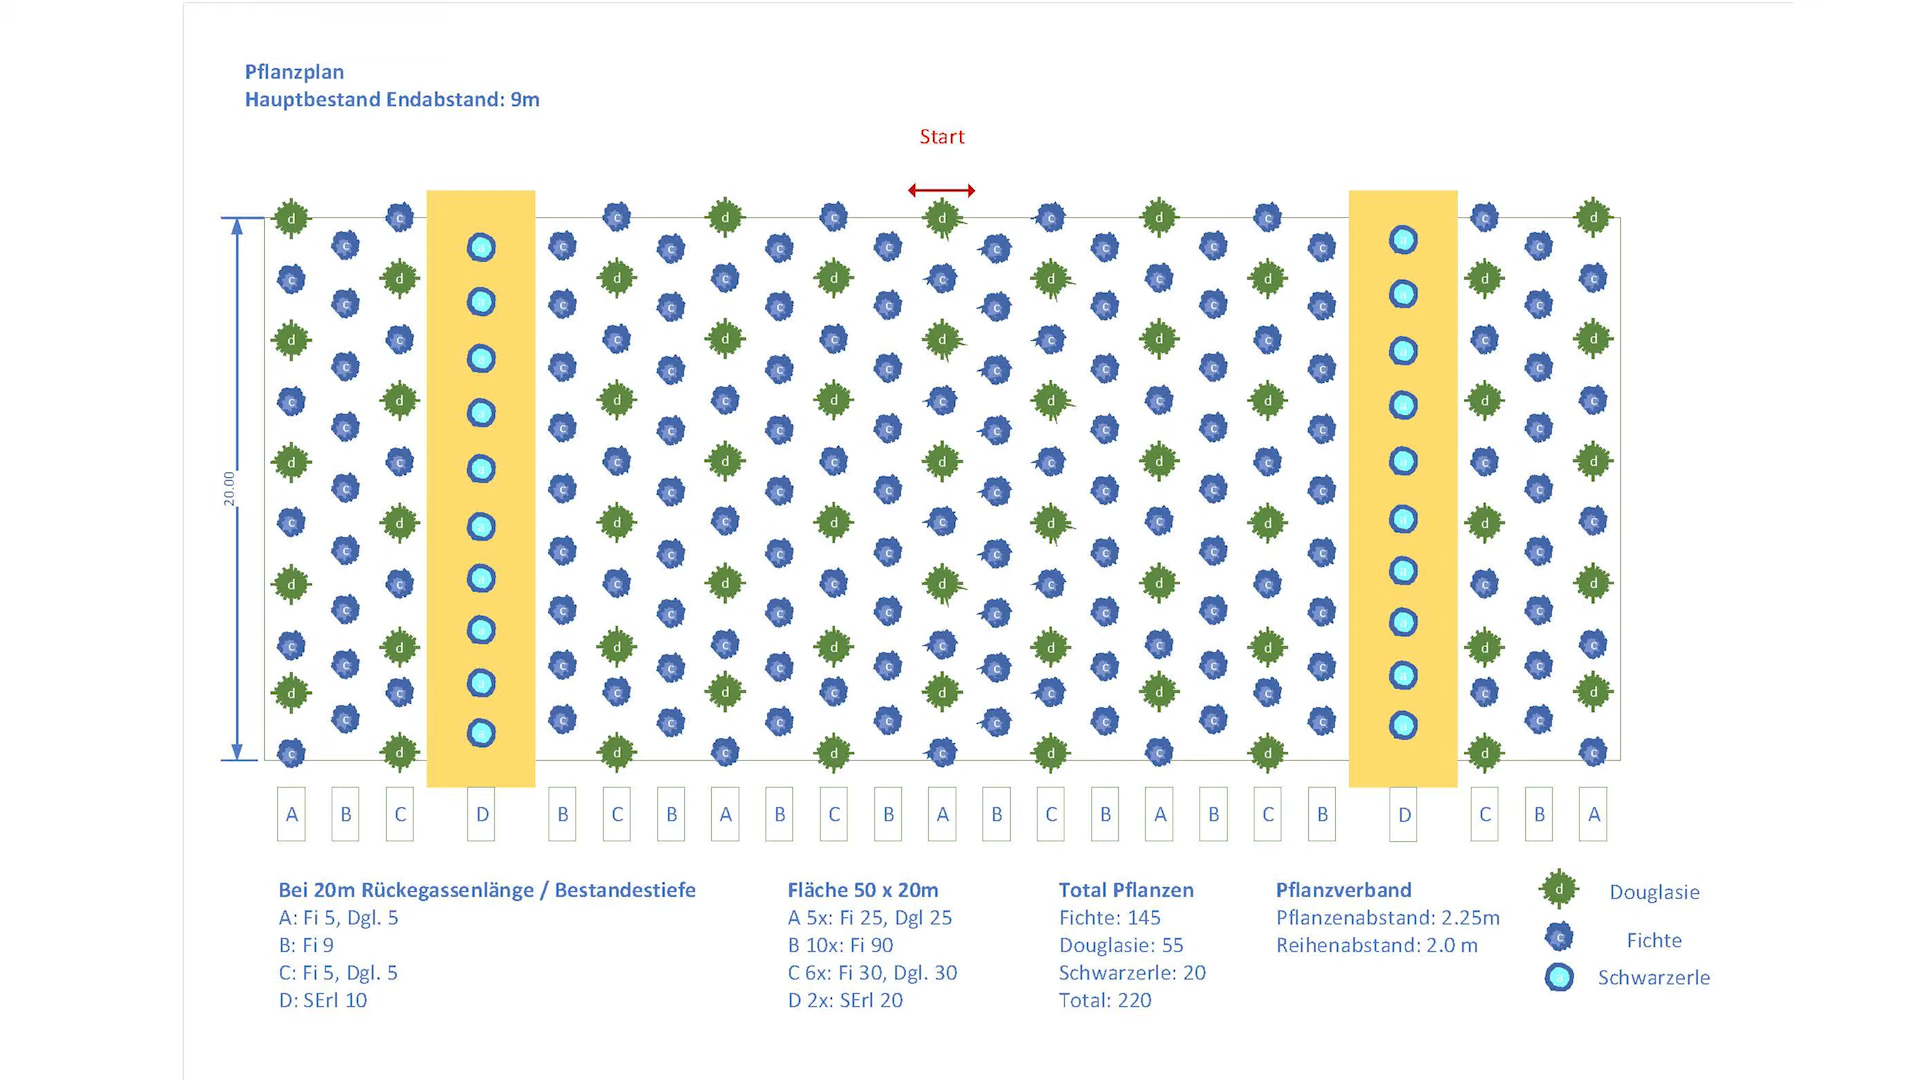 Pflanzplan
Hauptbestand Endabstand: 9m
Start
d c c d c d c d c d c c d
c a c c c c c c c c a c
c d d c c d c c d c d d c
20.00
A B C D B C B A B C B A B C B A B C B D C B A
Bei 20m Rückegassenlänge / Bestandestiefe
A: Fi 5, Dgl. 5
B: Fi 9
C: Fi 5, Dgl. 5
D: SErl 10
Fläche 50 x 20m
A 5x: Fi 25, Dgl 25
B 10x: Fi 90
C 6x: Fi 30, Dgl. 30
D 2x: SErl 20
Total Pflanzen
Fichte: 145
Douglasie: 55
Schwarzerle: 20
Total: 220
Pflanzverband
Pflanzenabstand: 2.25m
Reihenabstand: 2.0 m
d Douglasie
c Fichte
a Schwarzerle